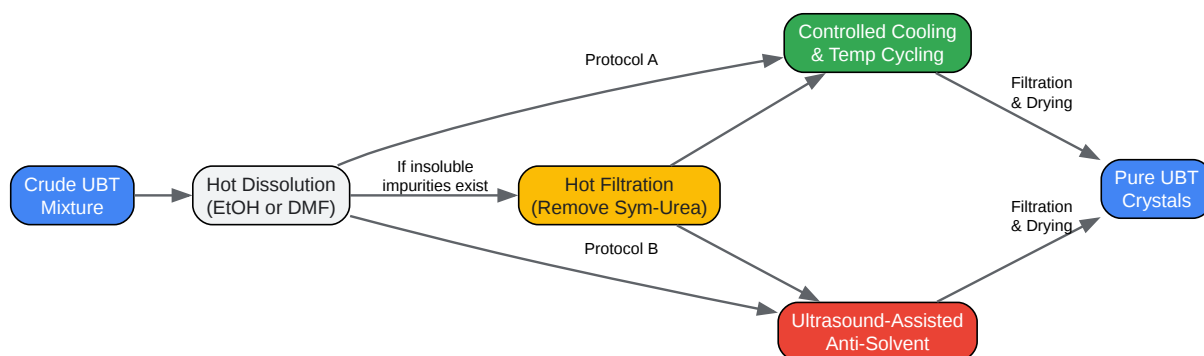 Controlled Cooling
& Temp Cycling
Protocol A
Filtration
& Drying
Crude UBT
Mixture
Hot Dissolution
(EtOH or DMF)
If insoluble
impurities exist
Hot Filtration
(Remove Sym-Urea)
Pure UBT
Crystals
Filtration
& Drying
Protocol B
Ultrasound-Assisted
Anti-Solvent